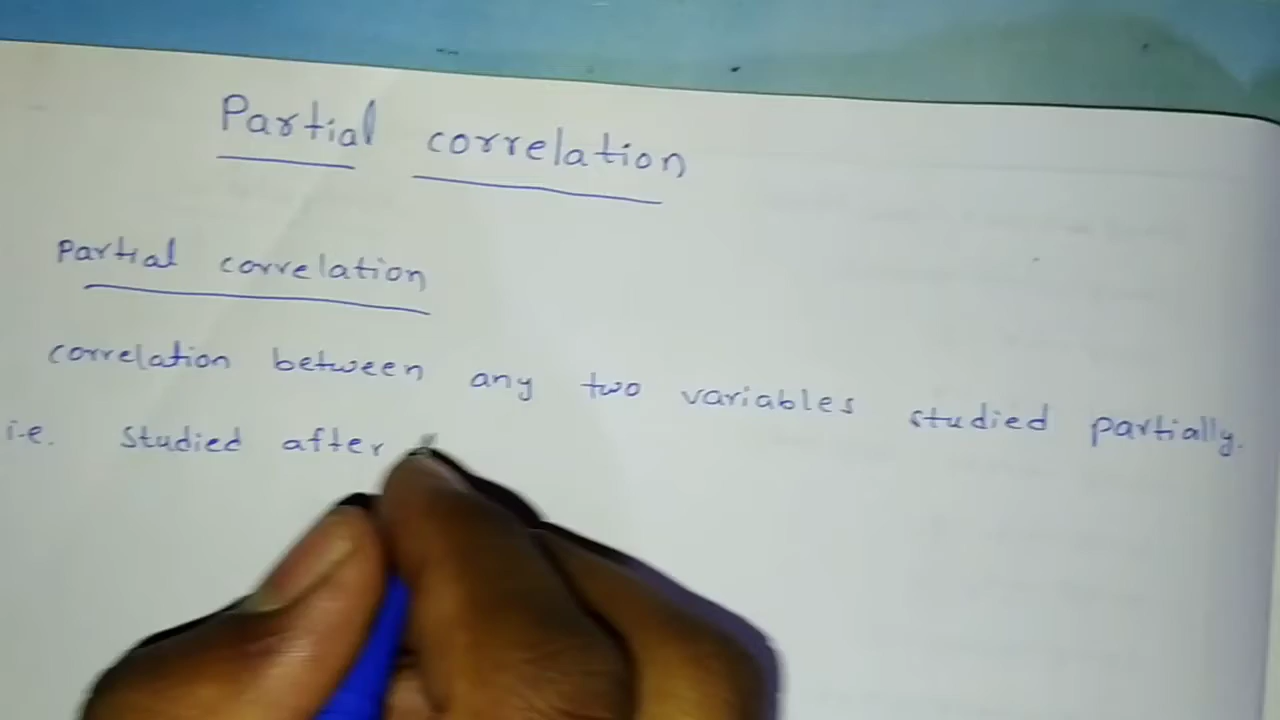 Partial correlation
Partial correlation
correlation between any two variables studied partially.
i.e. studied after